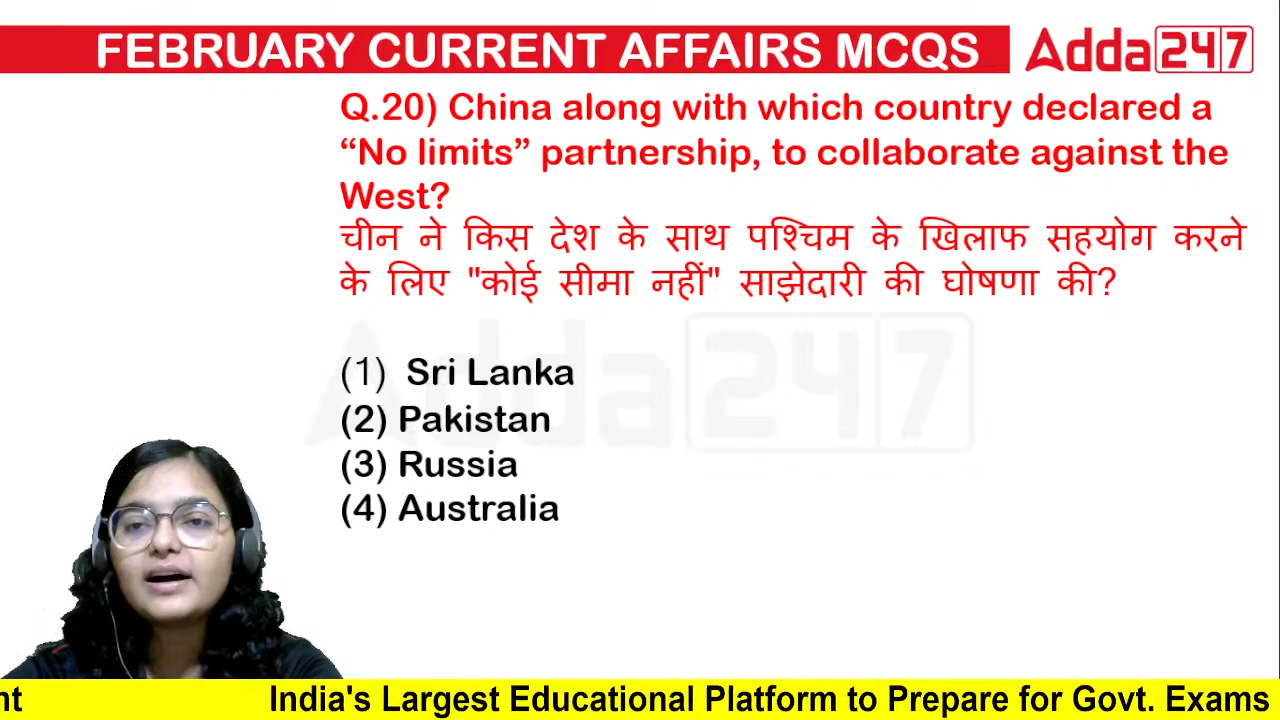 FEBRUARY CURRENT AFFAIRS MCQS
Adda247
Q.20) China along with which country declared a
“No limits” partnership, to collaborate against the
West?
चीन ने किस देश के साथ पश्चिम के खिलाफ सहयोग करने
के लिए "कोई सीमा नहीं" साझेदारी की घोषणा की?
Adda247
(1) Sri Lanka
(2) Pakistan
(3) Russia
(4) Australia
nt India's Largest Educational Platform to Prepare for Govt. Exams